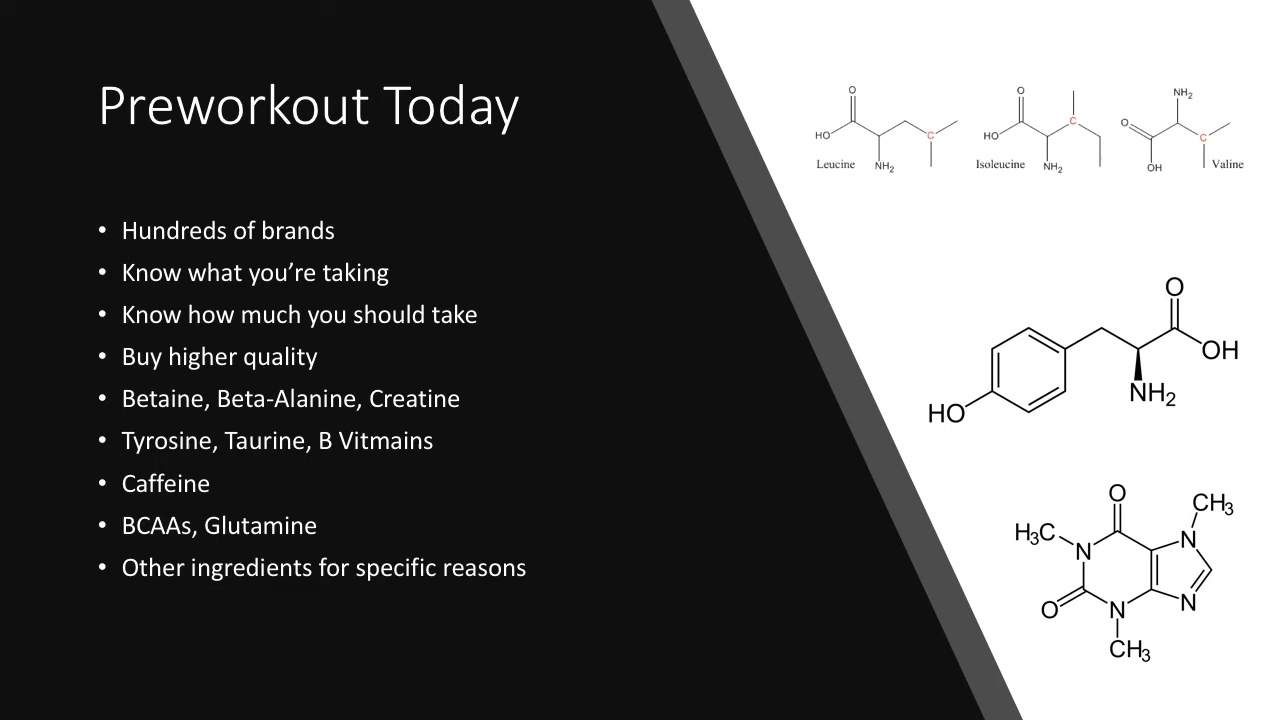 Preworkout Today
• Hundreds of brands
• Know what you’re taking
• Know how much you should take
• Buy higher quality
• Betaine, Beta-Alanine, Creatine
• Tyrosine, Taurine, B Vitmains
• Caffeine
• BCAAs, Glutamine
• Other ingredients for specific reasons
O
HO
C
NH2
Leucine
O
HO
C
NH2
Isoleucine
NH2
O
C
OH
Valine
O
OH
NH2
HO
O
CH3
H3C
N
N
O
N
N
CH3